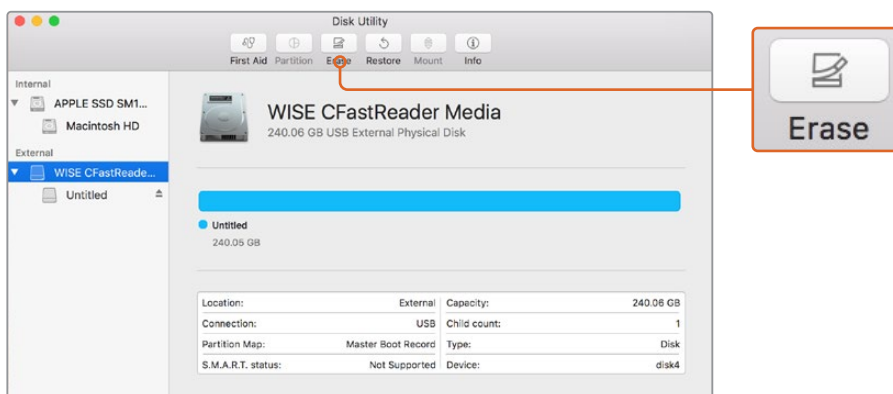 Disk Utility
First Aid Partition Erase Restore Mount Info
Erase
Internal
APPLE SSD SM1...
Macintosh HD
External
WISE CFastReade...
Untitled
WISE CFastReader Media
240.06 GB USB External Physical Disk
Untitled
240.05 GB
Location: External Capacity: 240.06 GB
Connection: USB Child count: 1
Partition Map: Master Boot Record Type: Disk
S.M.A.R.T. status: Not Supported Device: disk4